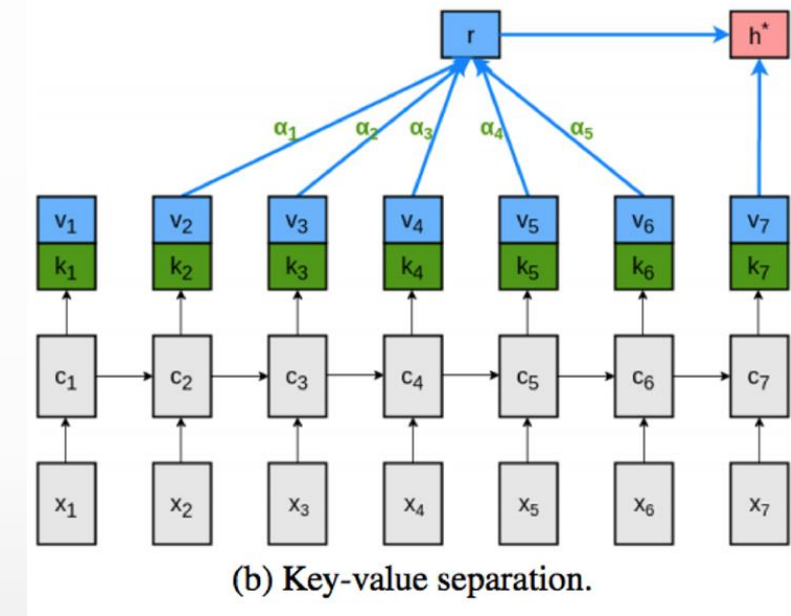 r h*
α1 α2 α3 α4 α5
v1 v2 v3 v4 v5 v6 v7
k1 k2 k3 k4 k5 k6 k7
c1 c2 c3 c4 c5 c6 c7
x1 x2 x3 x4 x5 x6 x7
(b) Key-value separation.